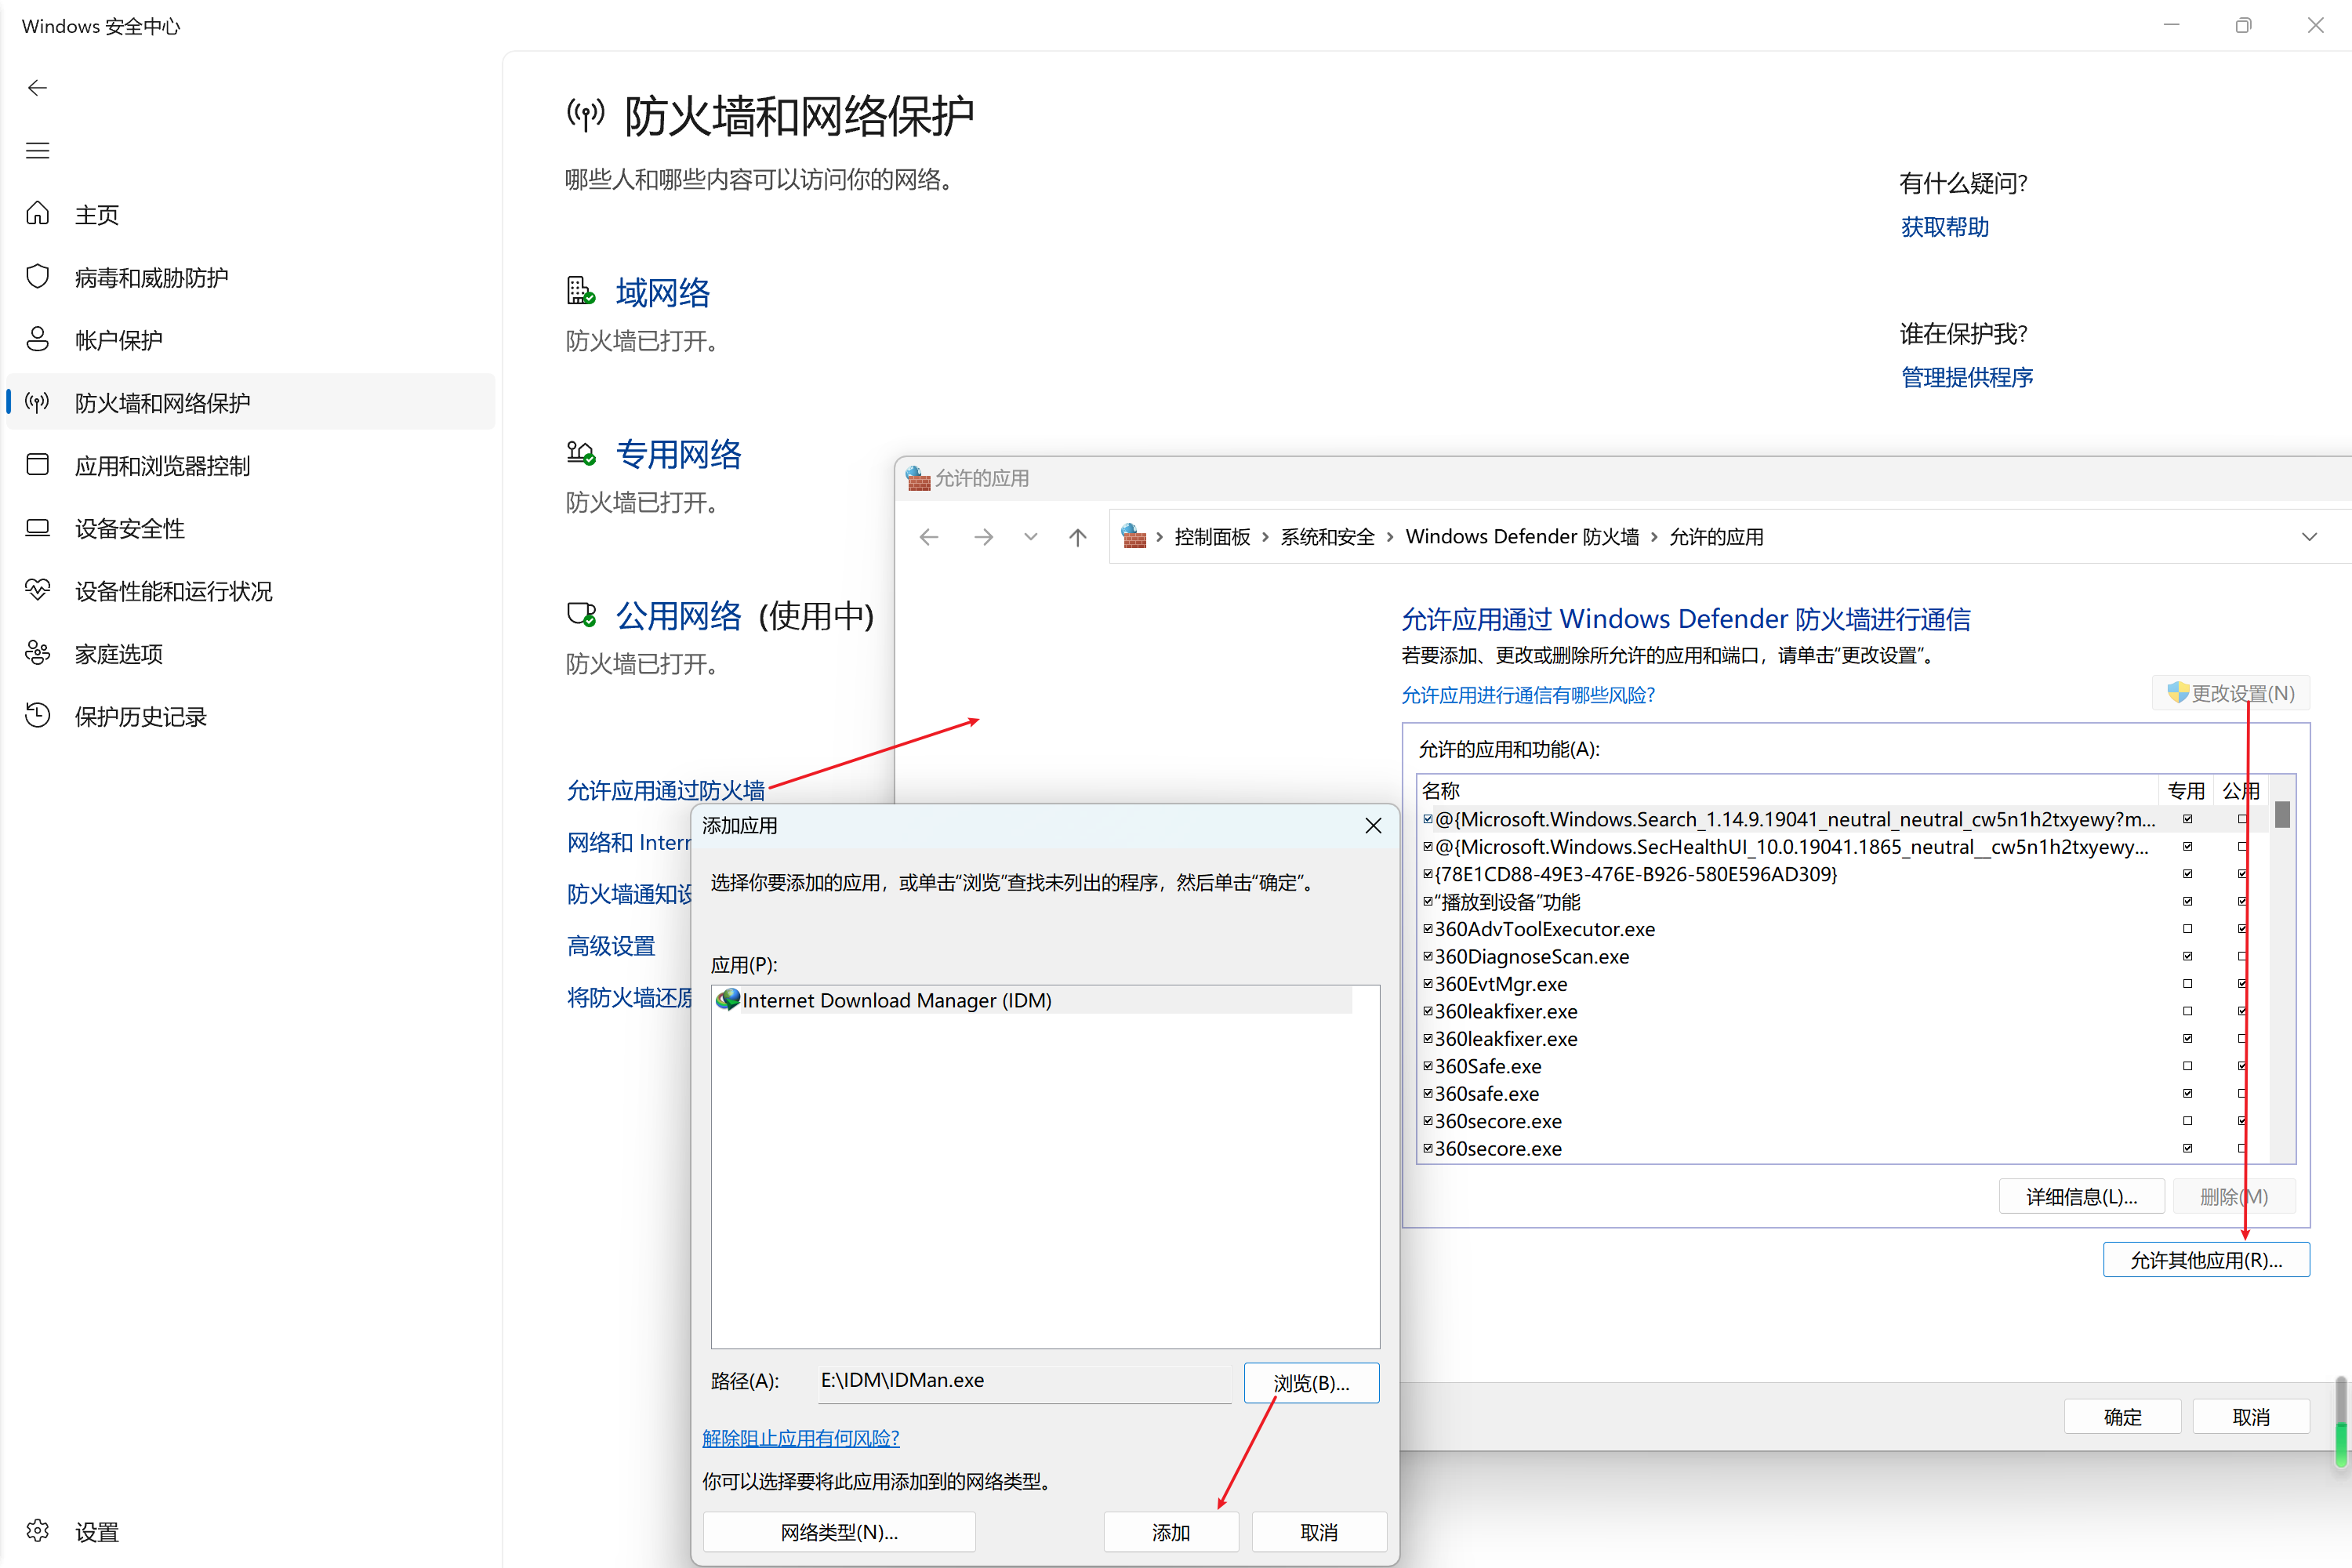 Windows 安全中心
主页
病毒和威胁防护
帐户保护
防火墙和网络保护
应用和浏览器控制
设备安全性
设备性能和运行状况
家庭选项
保护历史记录
设置
防火墙和网络保护
哪些人和哪些内容可以访问你的网络。
域网络
防火墙已打开。
专用网络
防火墙已打开。
公用网络 (使用中)
防火墙已打开。
允许应用通过防火墙
网络和 Intern
防火墙通知设
高级设置
将防火墙还原
有什么疑问?
获取帮助
谁在保护我?
管理提供程序
允许的应用
控制面板 › 系统和安全 › Windows Defender 防火墙 › 允许的应用
允许应用通过 Windows Defender 防火墙进行通信
若要添加、更改或删除所允许的应用和端口，请单击“更改设置”。
允许应用进行通信有哪些风险?
更改设置(N)
允许的应用和功能(A):
名称 专用 公用
@{Microsoft.Windows.Search_1.14.9.19041_neutral_neutral_cw5n1h2txyewy?m...
@{Microsoft.Windows.SecHealthUI_10.0.19041.1865_neutral__cw5n1h2txyewy...
{78E1CD88-49E3-476E-B926-580E596AD309}
“播放到设备”功能
360AdvToolExecutor.exe
360DiagnoseScan.exe
360EvtMgr.exe
360leakfixer.exe
360leakfixer.exe
360Safe.exe
360safe.exe
360secore.exe
360secore.exe
详细信息(L)... 删除(M)
允许其他应用(R)...
确定 取消
添加应用
选择你要添加的应用，或单击“浏览”查找未列出的程序，然后单击“确定”。
应用(P):
Internet Download Manager (IDM)
路径(A): E:\IDM\IDMan.exe 浏览(B)...
解除阻止应用有何风险?
你可以选择要将此应用添加到的网络类型。
网络类型(N)... 添加 取消